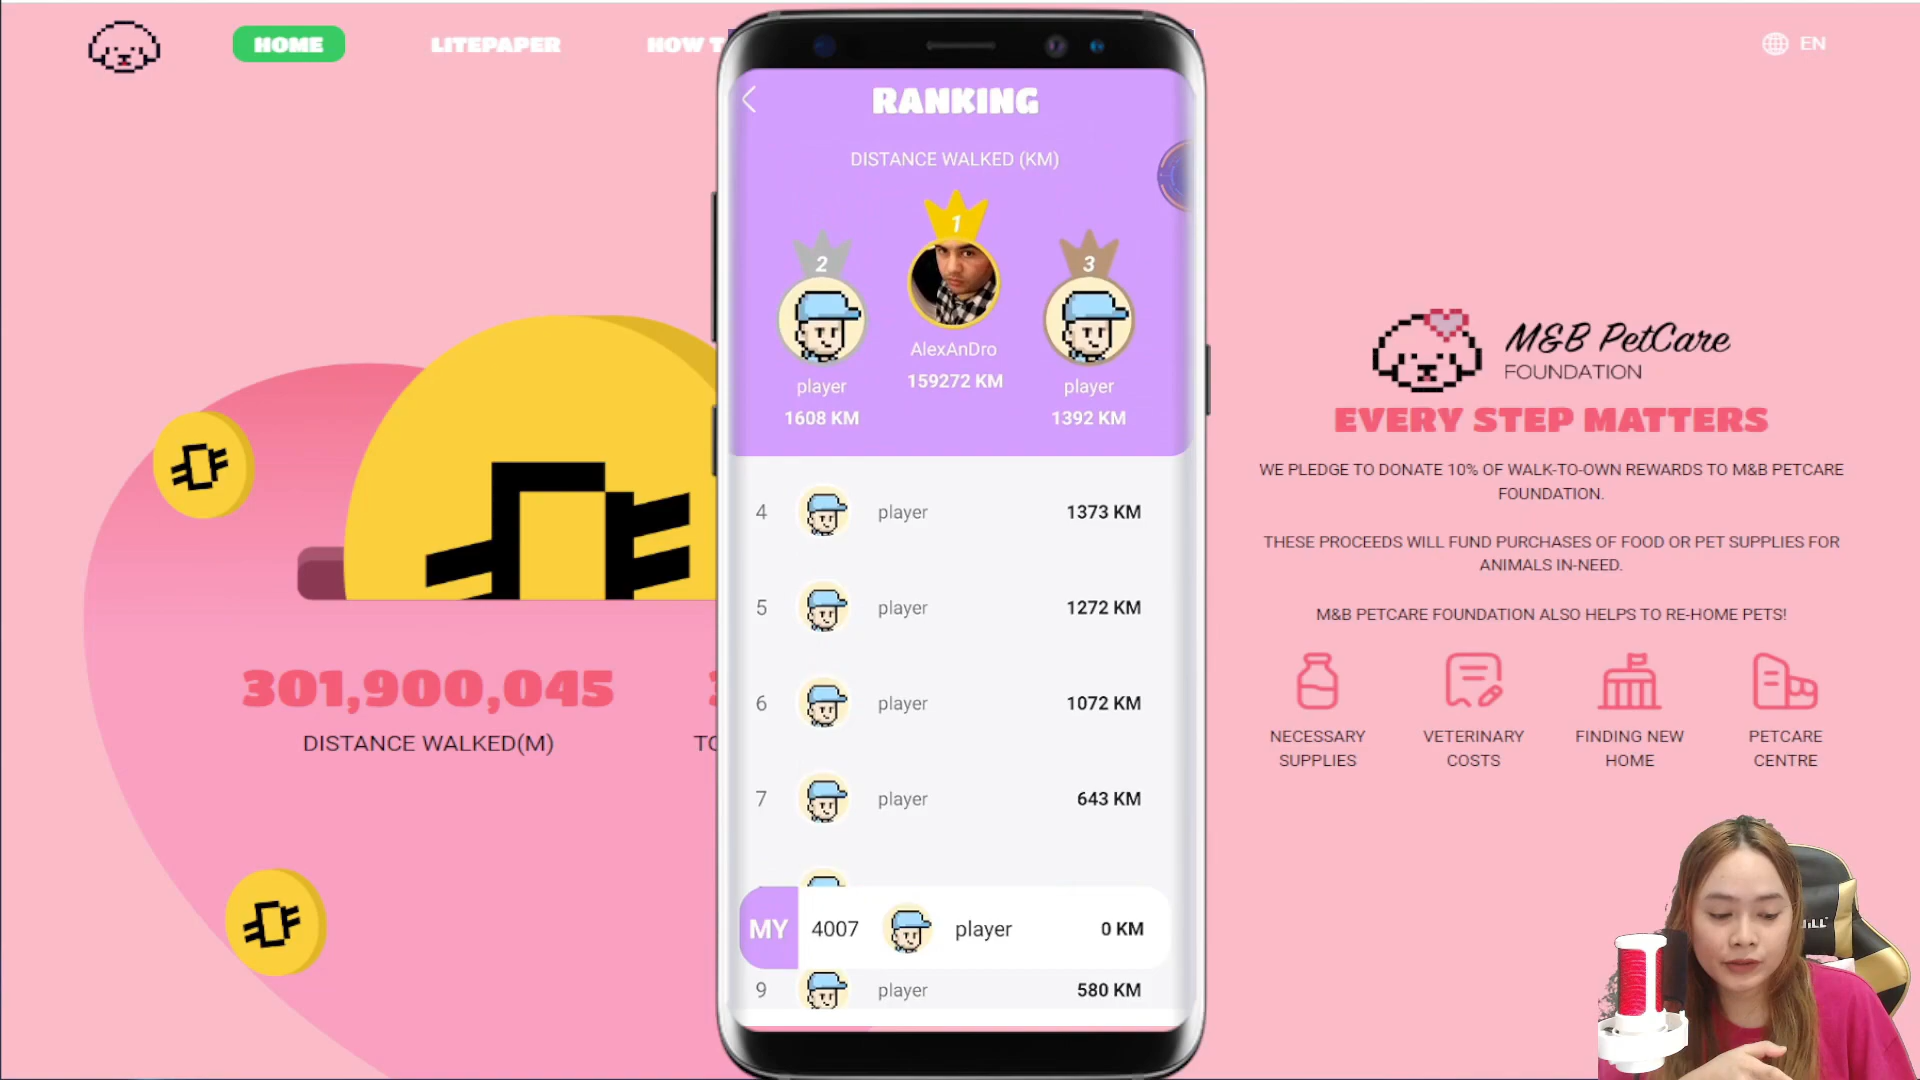 HOME
LITEPAPER
HOW T
EN
RANKING
DISTANCE WALKED (KM)
1
2
3
AlexAnDro
159272 KM
player
1608 KM
player
1392 KM
4 player 1373 KM
5 player 1272 KM
6 player 1072 KM
7 player 643 KM
MY 4007 player 0 KM
9 player 580 KM
301,900,045
DISTANCE WALKED(M)
M&B PetCare
FOUNDATION
EVERY STEP MATTERS
WE PLEDGE TO DONATE 10% OF WALK-TO-OWN REWARDS TO M&B PETCARE
FOUNDATION.
THESE PROCEEDS WILL FUND PURCHASES OF FOOD OR PET SUPPLIES FOR
ANIMALS IN-NEED.
M&B PETCARE FOUNDATION ALSO HELPS TO RE-HOME PETS!
NECESSARY
SUPPLIES
VETERINARY
COSTS
FINDING NEW
HOME
PETCARE
CENTRE